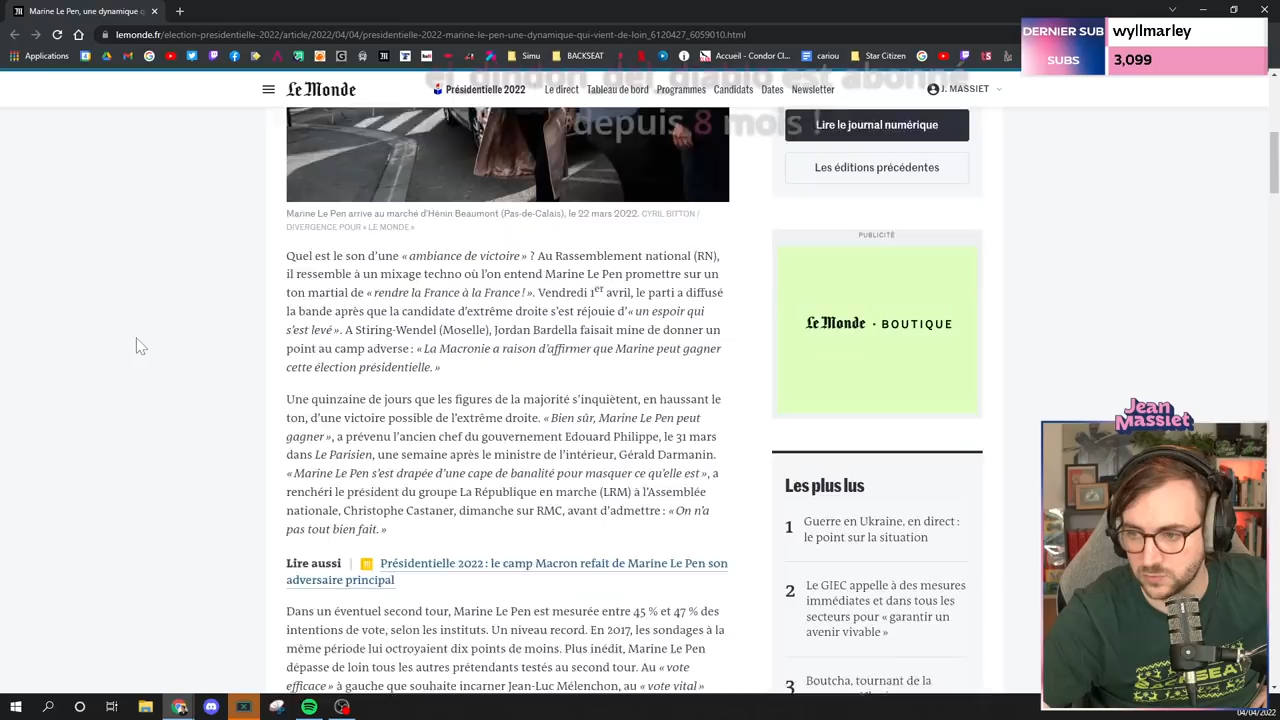 Marine Le Pen, une dynamique q
lemonde.fr/election-presidentielle-2022/article/2022/04/04/presidentielle-2022-marine-le-pen-une-dynamique-qui-vient-de-loin_6120427_6059010.html
Applications
Simu
BACKSEAT
Accueil - Condor Cl...
cariou
Star Citizen
DERNIER SUB
wyllmarley
SUBS
3,099
Le Monde
Présidentielle 2022
Le direct
Tableau de bord
Programmes
Candidats
Dates
Newsletter
J. MASSIET
est abonné
depuis 8 mois !
Lire le journal numérique
Les éditions précédentes
Marine Le Pen arrive au marché d'Hénin Beaumont (Pas-de-Calais), le 22 mars 2022. CYRIL BITTON /
DIVERGENCE POUR « LE MONDE »
Quel est le son d'une « ambiance de victoire » ? Au Rassemblement national (RN),
il ressemble à un mixage techno où l'on entend Marine Le Pen promettre sur un
ton martial de « rendre la France à la France ! ». Vendredi 1er avril, le parti a diffusé
la bande après que la candidate d'extrême droite s'est réjouie d'« un espoir qui
s'est levé ». A Stiring-Wendel (Moselle), Jordan Bardella faisait mine de donner un
point au camp adverse : « La Macronie a raison d'affirmer que Marine peut gagner
cette élection présidentielle. »
Une quinzaine de jours que les figures de la majorité s'inquiètent, en haussant le
ton, d'une victoire possible de l'extrême droite. « Bien sûr, Marine Le Pen peut
gagner », a prévenu l'ancien chef du gouvernement Edouard Philippe, le 31 mars
dans Le Parisien, une semaine après le ministre de l'intérieur, Gérald Darmanin.
« Marine Le Pen s'est drapée d'une cape de banalité pour masquer ce qu'elle est », a
renchéri le président du groupe La République en marche (LRM) à l'Assemblée
nationale, Christophe Castaner, dimanche sur RMC, avant d'admettre : « On n'a
pas tout bien fait. »
Lire aussi | Présidentielle 2022 : le camp Macron refait de Marine Le Pen son
adversaire principal
Dans un éventuel second tour, Marine Le Pen est mesurée entre 45 % et 47 % des
intentions de vote, selon les instituts. Un niveau record. En 2017, les sondages à la
même période lui octroyaient dix points de moins. Plus inédit, Marine Le Pen
dépasse de loin tous les autres prétendants testés au second tour. Au « vote
efficace » à gauche que souhaite incarner Jean-Luc Mélenchon, au « vote vital »
PUBLICITÉ
Le Monde · BOUTIQUE
Les plus lus
1 Guerre en Ukraine, en direct :
le point sur la situation
2 Le GIEC appelle à des mesures
immédiates et dans tous les
secteurs pour « garantir un
avenir vivable »
3 Boutcha, tournant de la
Jean
Massiet
04/04/2022